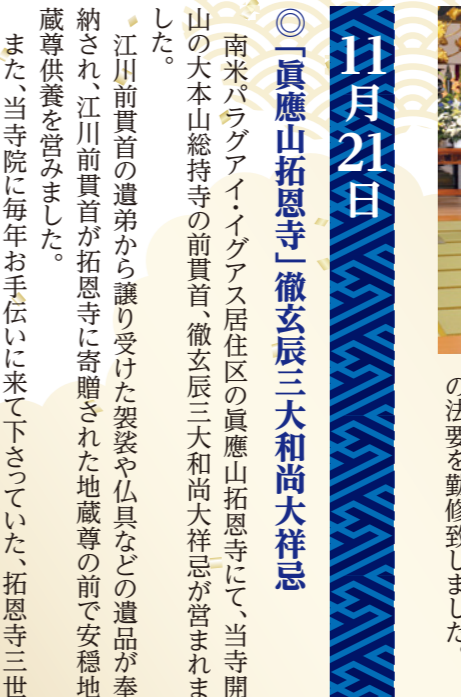 の法要を勤修致しました。
11月21日
◎「眞應山拓恩寺」徹玄辰三大和尚大祥忌
南米パラグアイ・イグアス居住区の眞應山拓恩寺にて、当寺開
山の大本山総持寺の前貫首、徹玄辰三大和尚大祥忌が営まれま
した。
江川前貫首の遺弟から譲り受けた袈裟や仏具などの遺品が奉
納され、江川前貫首が拓恩寺に寄贈された地蔵尊の前で安穏地
蔵尊供養を営みました。
また、当寺院に毎年お手伝いに来て下さっていた、拓恩寺三世